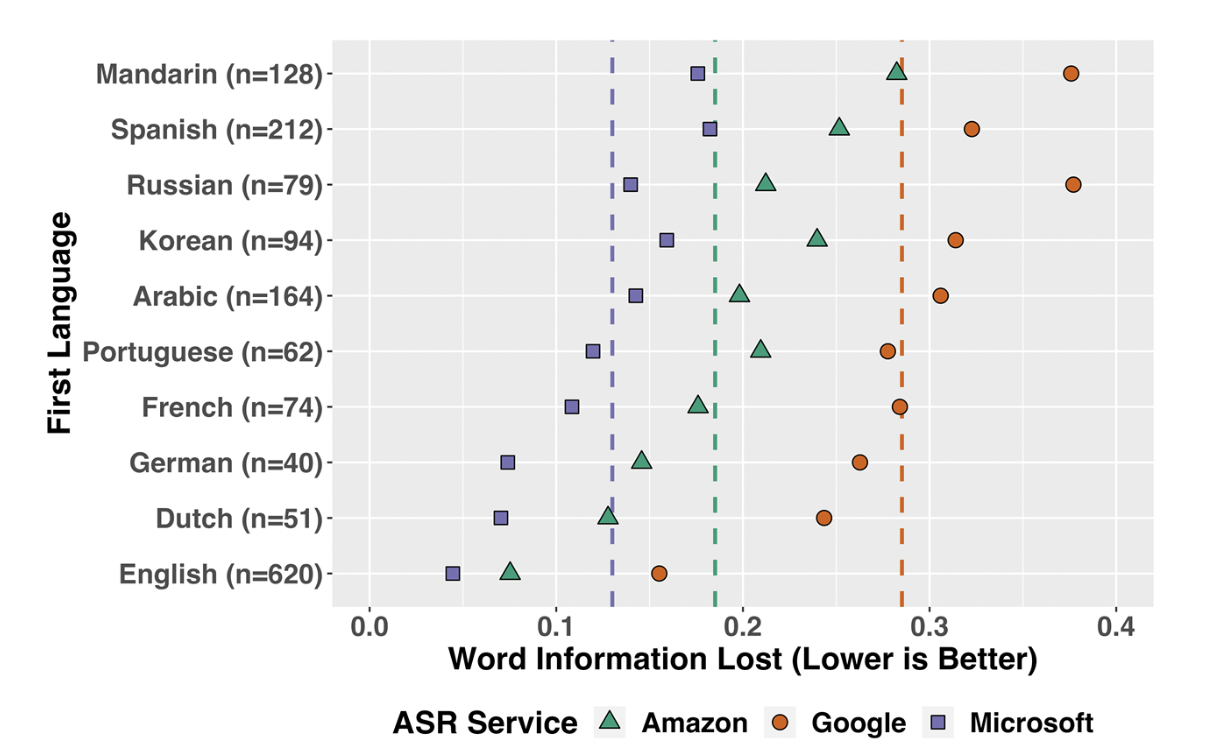 First Language
Mandarin (n=128)
Spanish (n=212)
Russian (n=79)
Korean (n=94)
Arabic (n=164)
Portuguese (n=62)
French (n=74)
German (n=40)
Dutch (n=51)
English (n=620)
0.0 0.1 0.2 0.3 0.4
Word Information Lost (Lower is Better)
ASR Service Amazon Google Microsoft